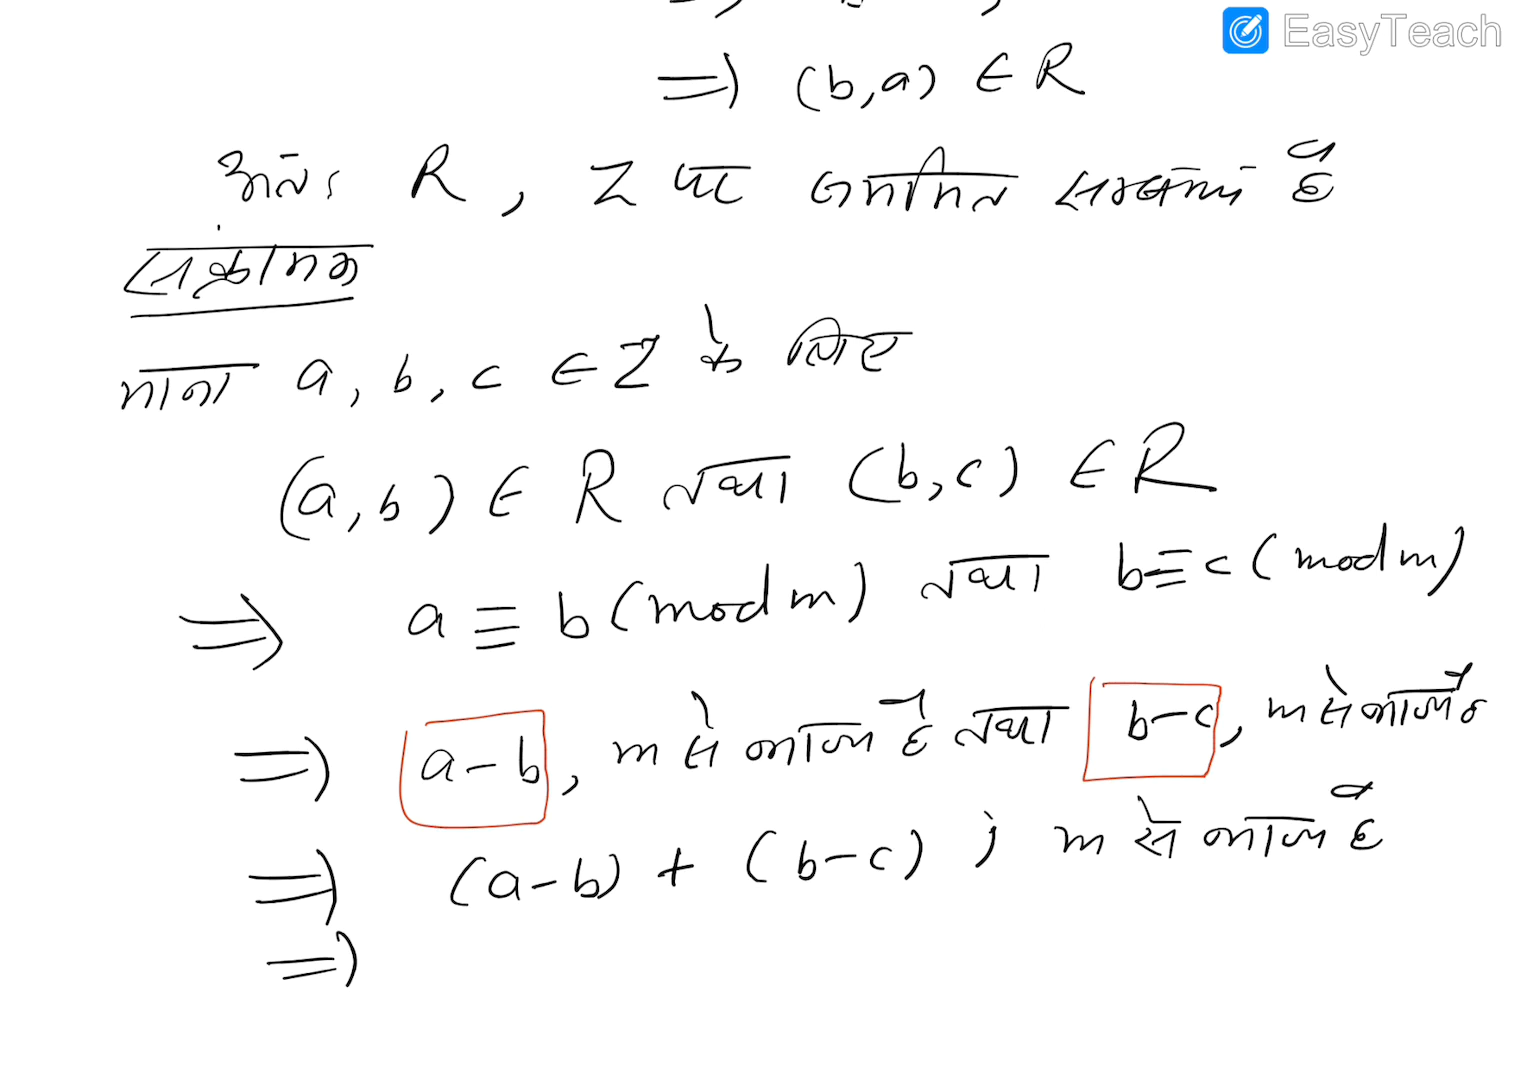 EasyTeach
⇒ (b,a) ∈ R
अतः R, Z पर सममित सम्बन्ध है
संक्रामक
माना a, b, c ∈ Z के लिए
(a,b) ∈ R तथा (b,c) ∈ R
⇒ a ≡ b (mod m) तथा b ≡ c (mod m)
⇒ a-b, m से भाज्य है तथा b-c, m से भाज्य है
⇒ (a-b) + (b-c) ; m से भाज्य है
⇒